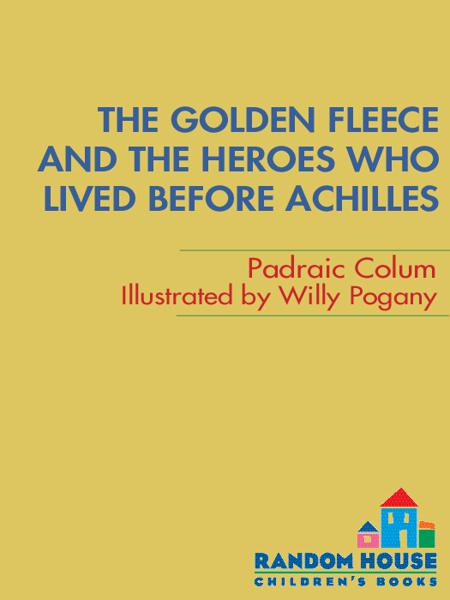 THE GOLDEN FLEECE
AND THE HEROES WHO
LIVED BEFORE ACHILLES
Padraic Colum
Illustrated by Willy Pogany
RANDOM HOUSE
CHILDREN'S BOOKS